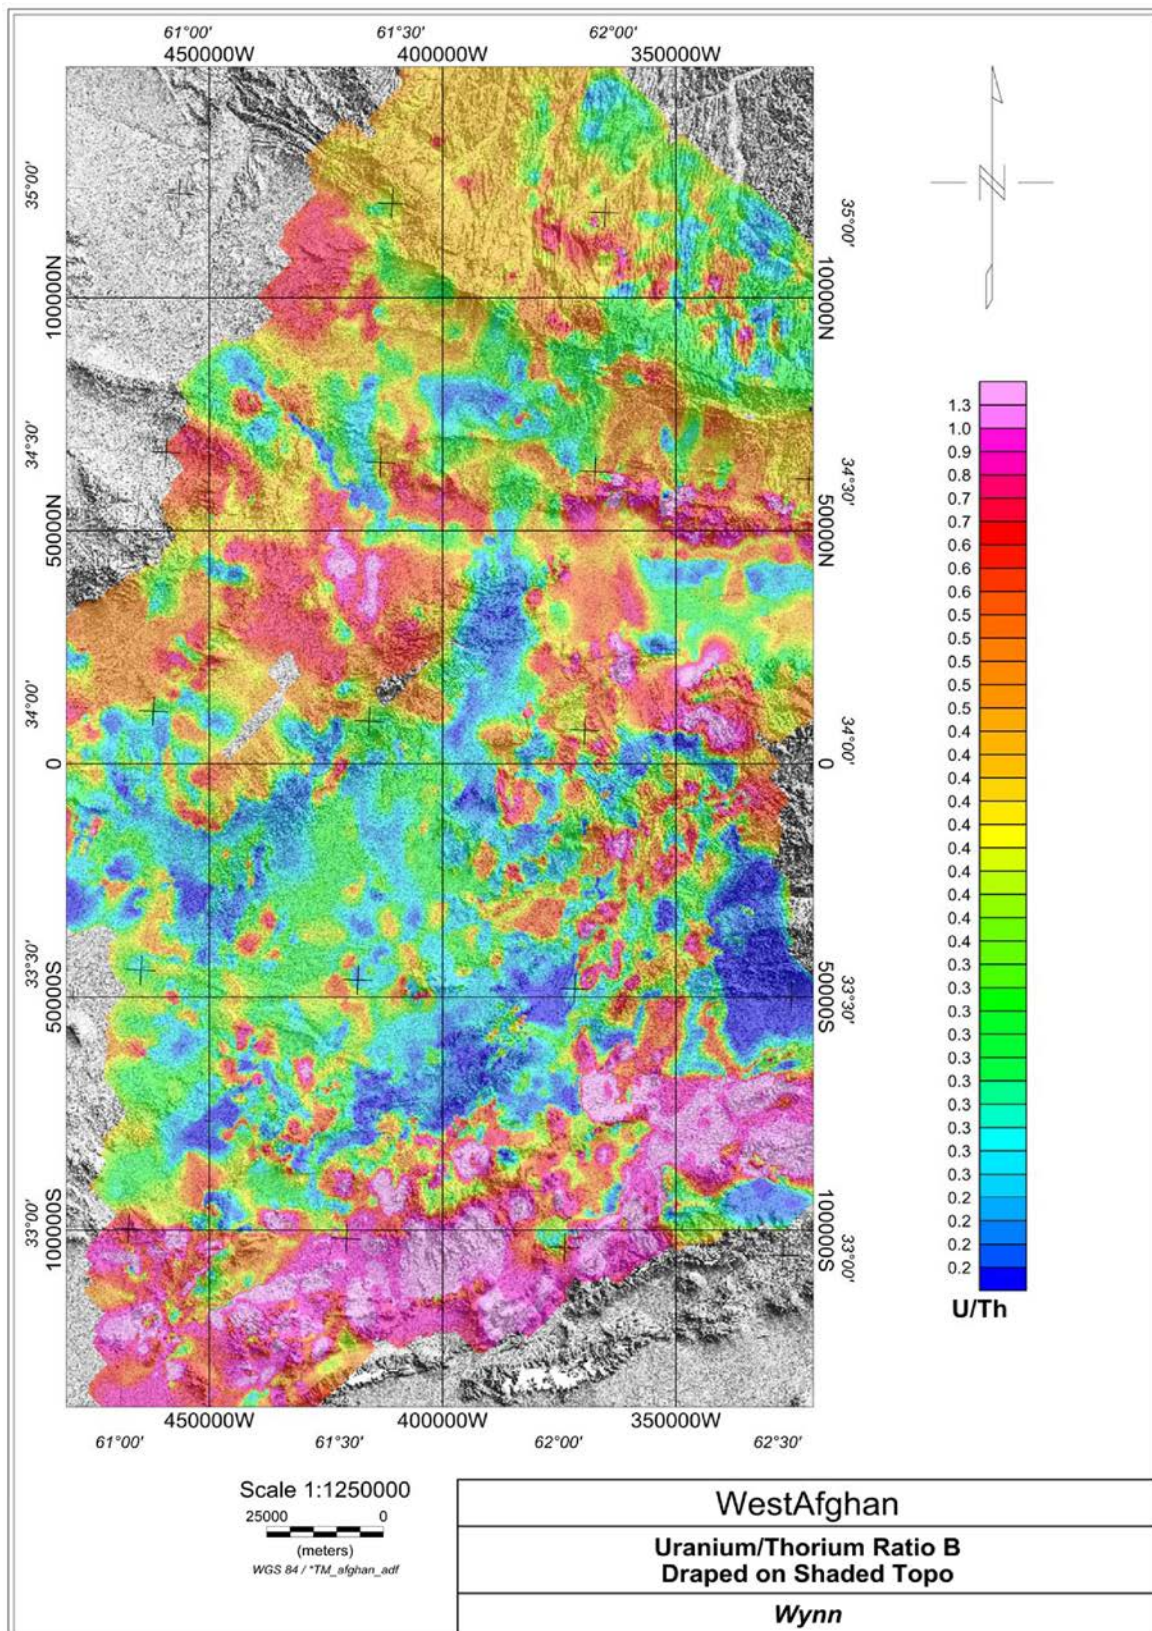 61°00' 61°30' 62°00'
450000W 400000W 350000W
35°00'
35°00'
100000N
100000N
34°30'
34°30'
50000N
50000N
34°00'
34°00'
0
0
33°30'
33°30'
50000S
50000S
33°00'
33°00'
100000S
100000S
N
1.3
1.0
0.9
0.8
0.7
0.7
0.6
0.6
0.6
0.5
0.5
0.5
0.5
0.5
0.4
0.4
0.4
0.4
0.4
0.4
0.4
0.4
0.4
0.3
0.3
0.3
0.3
0.3
0.3
0.3
0.3
0.3
0.3
0.3
0.2
0.2
0.2
0.2
U/Th
450000W 400000W 350000W
61°00' 61°30' 62°00' 62°30'
Scale 1:1250000
25000 0
(meters)
WGS 84 / *TM_afghan_adf
WestAfghan
Uranium/Thorium Ratio B
Draped on Shaded Topo
Wynn